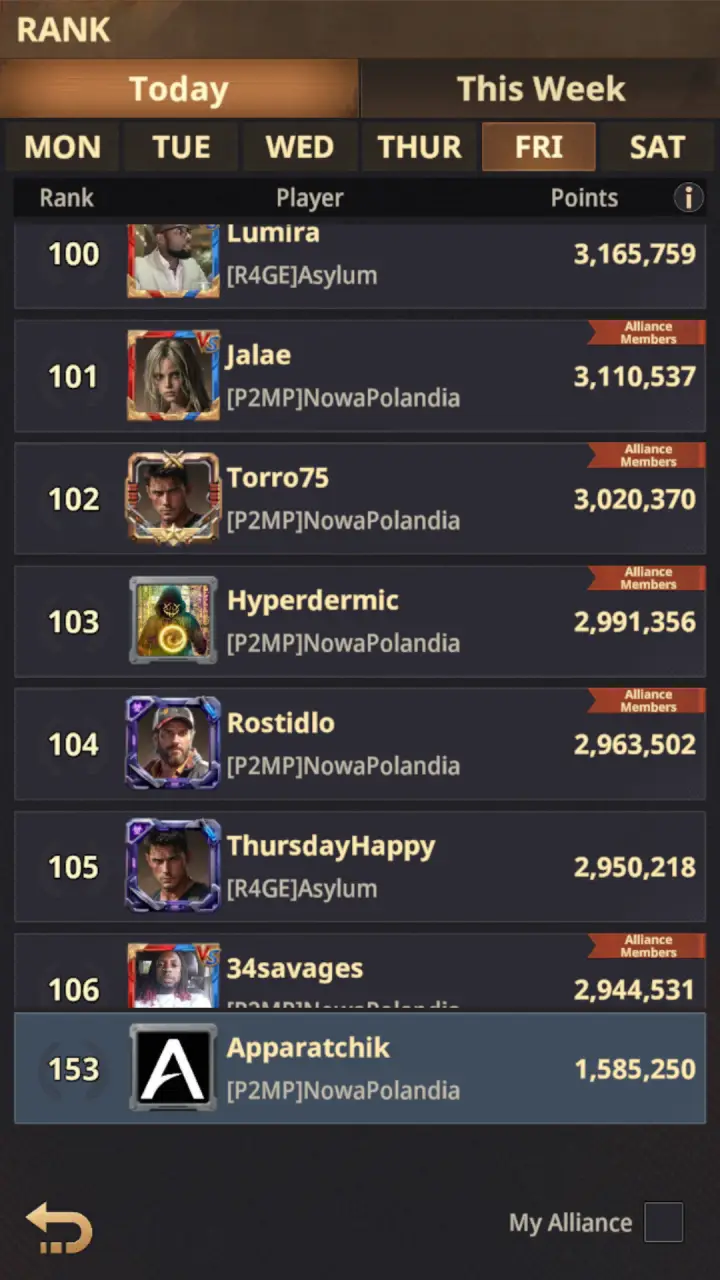 RANK
Today
This Week
MON
TUE
WED
THUR
FRI
SAT
Rank
Player
Points
100
Lumira
[R4GE]Asylum
3,165,759
101
VS
Jalae
[P2MP]NowaPolandia
Alliance
Members
3,110,537
102
Torro75
[P2MP]NowaPolandia
Alliance
Members
3,020,370
103
Hyperdermic
[P2MP]NowaPolandia
Alliance
Members
2,991,356
104
Rostidlo
[P2MP]NowaPolandia
Alliance
Members
2,963,502
105
ThursdayHappy
[R4GE]Asylum
2,950,218
106
VS
34savages
[P2MP]NowaPolandia
Alliance
Members
2,944,531
153
A
Apparatchik
[P2MP]NowaPolandia
1,585,250
My Alliance